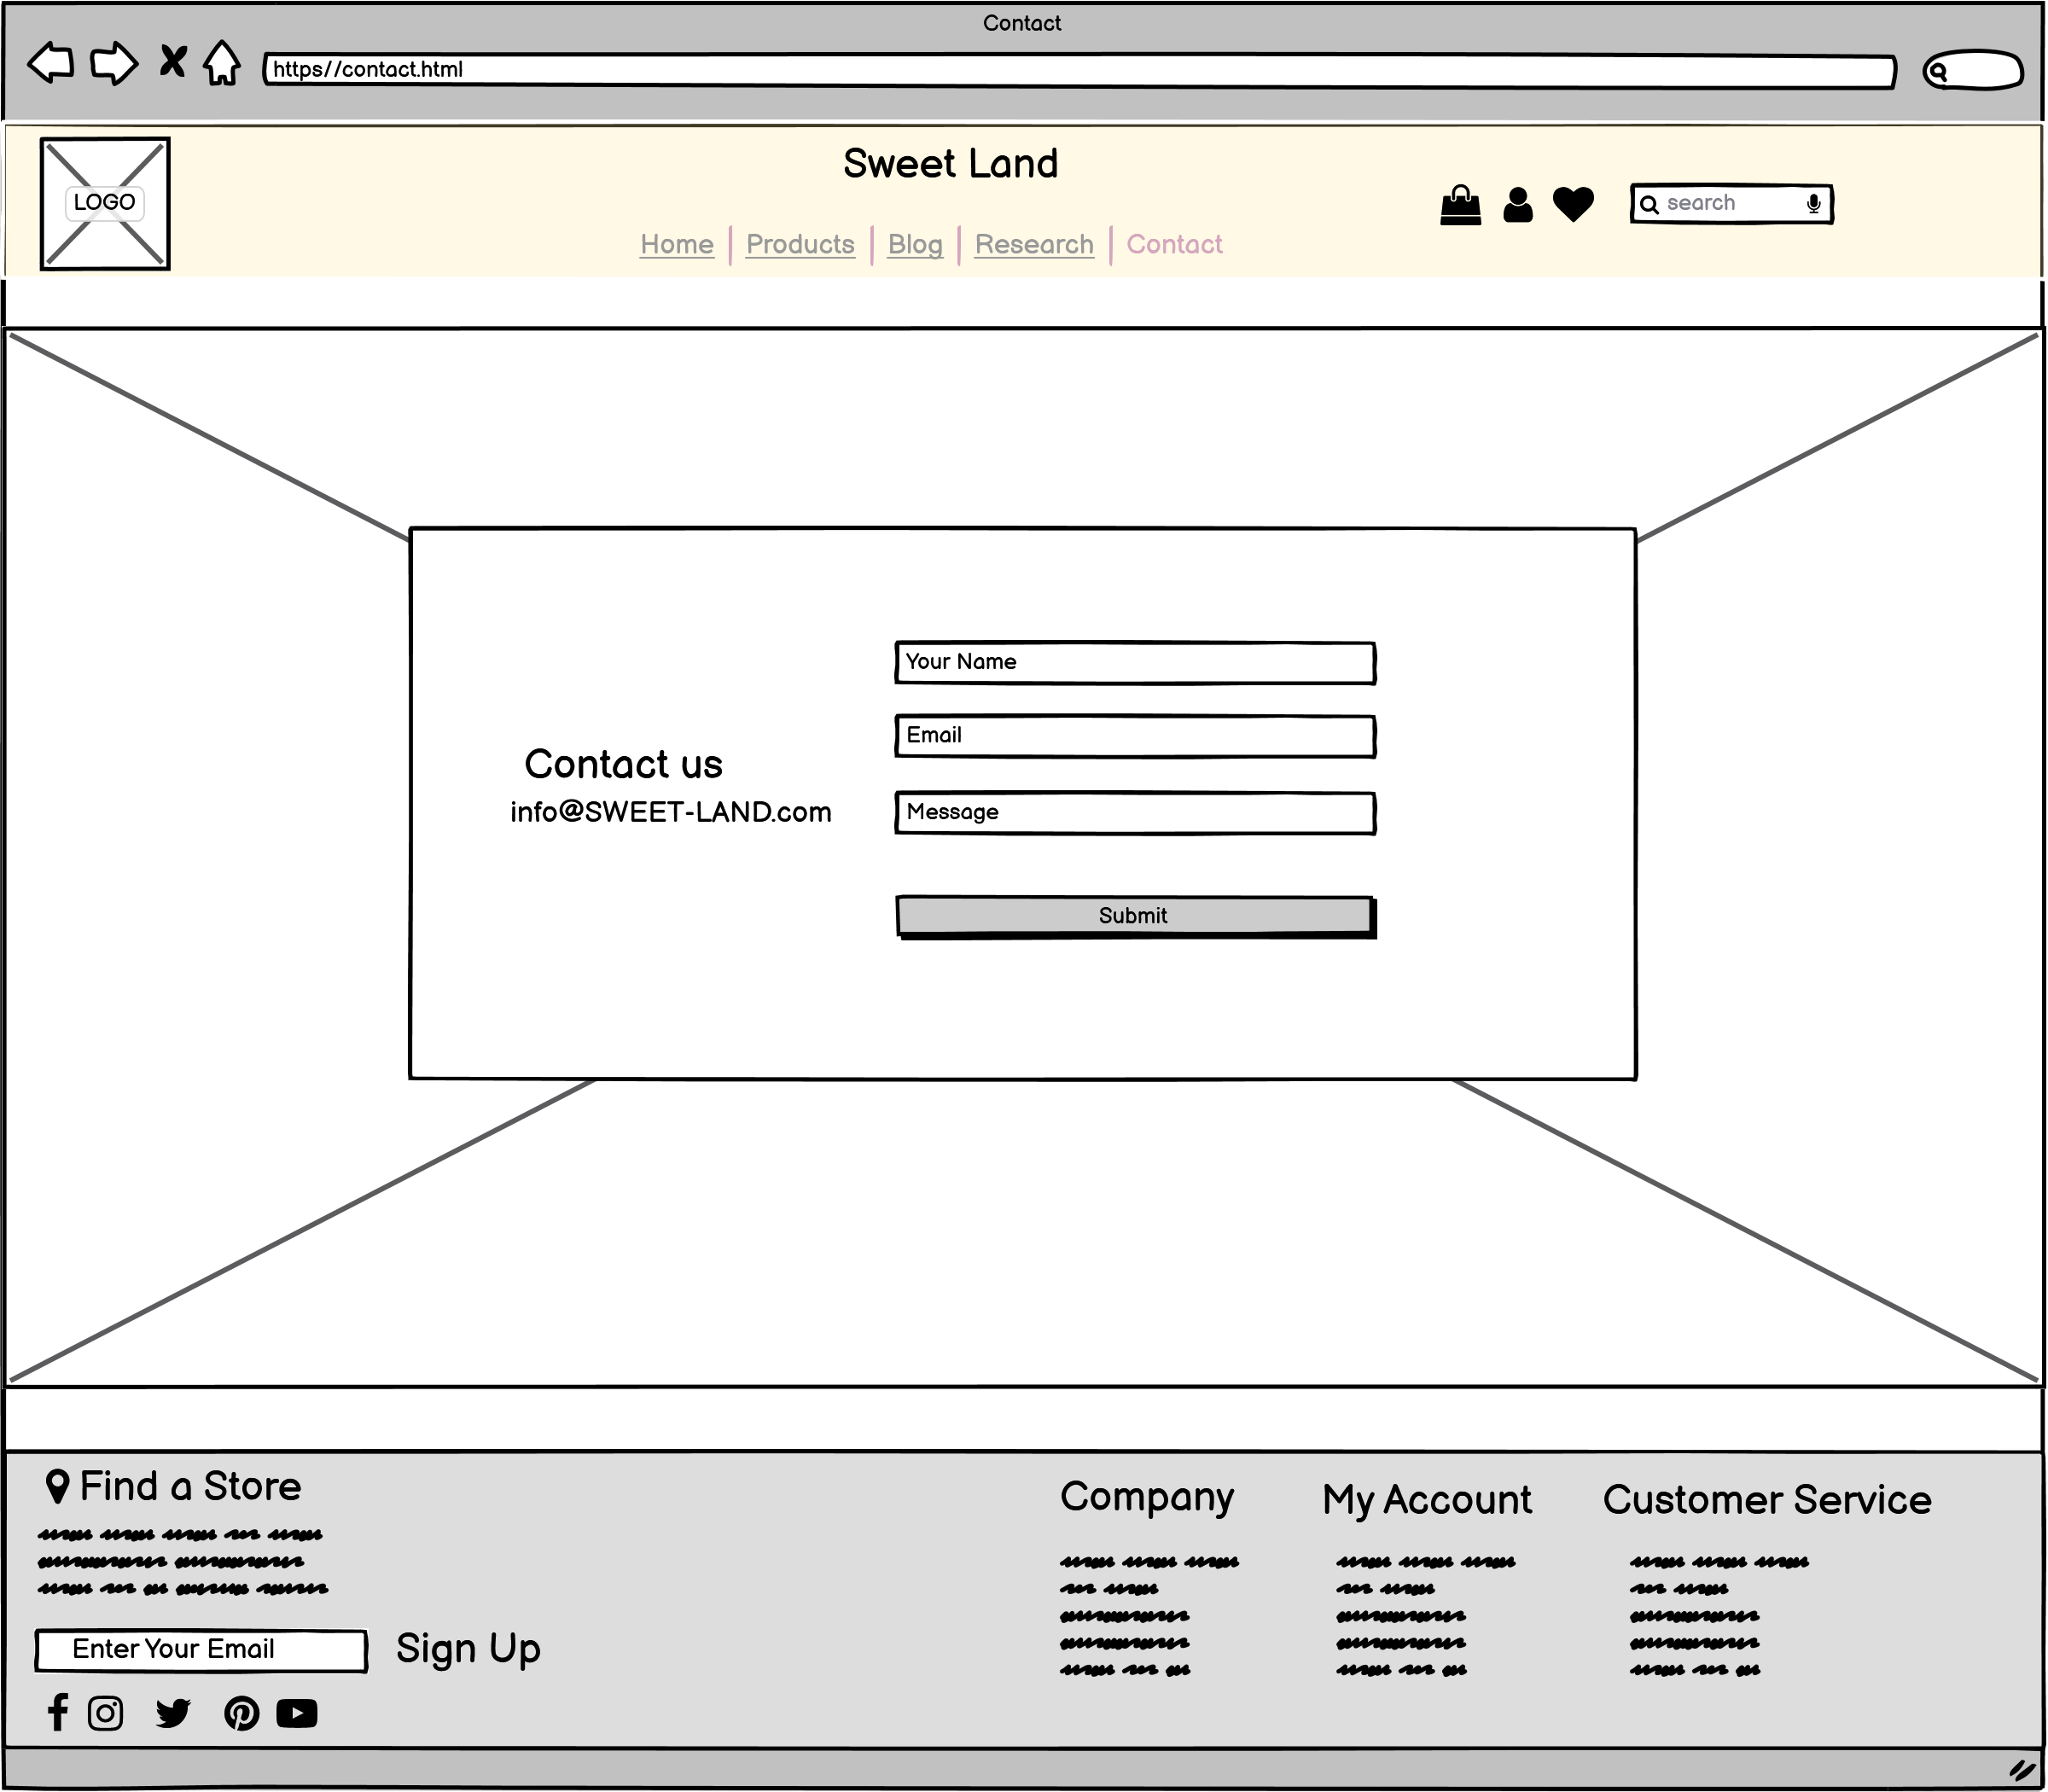 Contact
https//contact.html
LOGO
Sweet Land
Home Products Blog Research Contact
search
Contact us
info@SWEET-LAND.com
Your Name
Email
Message
Submit
Find a Store
Enter Your Email
Sign Up
Company
My Account
Customer Service